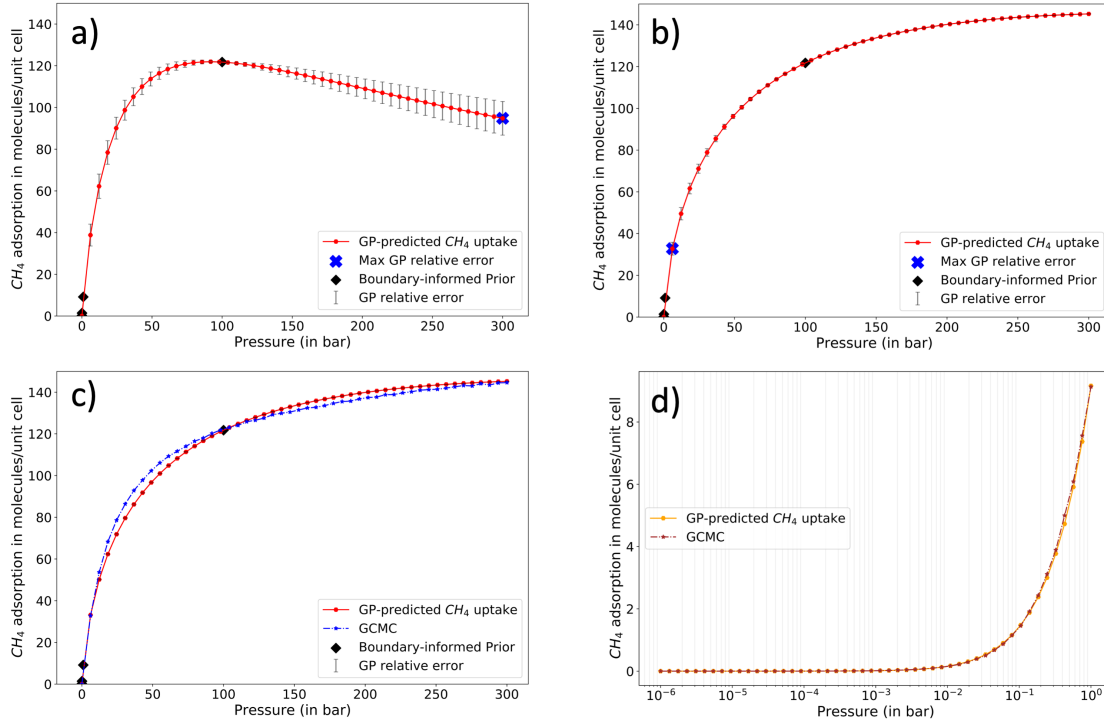 a)
CH₄ adsorption in molecules/unit cell
140
120
100
80
60
40
20
0
GP-predicted CH₄ uptake
Max GP relative error
Boundary-informed Prior
GP relative error
0 50 100 150 200 250 300
Pressure (in bar)
b)
CH₄ adsorption in molecules/unit cell
140
120
100
80
60
40
20
0
GP-predicted CH₄ uptake
Max GP relative error
Boundary-informed Prior
GP relative error
0 50 100 150 200 250 300
Pressure (in bar)
c)
CH₄ adsorption in molecules/unit cell
140
120
100
80
60
40
20
0
GP-predicted CH₄ uptake
GCMC
Boundary-informed Prior
GP relative error
0 50 100 150 200 250 300
Pressure (in bar)
d)
CH₄ adsorption in molecules/unit cell
8
6
4
2
0
GP-predicted CH₄ uptake
GCMC
10⁻⁶ 10⁻⁵ 10⁻⁴ 10⁻³ 10⁻² 10⁻¹ 10⁰
Pressure (in bar)